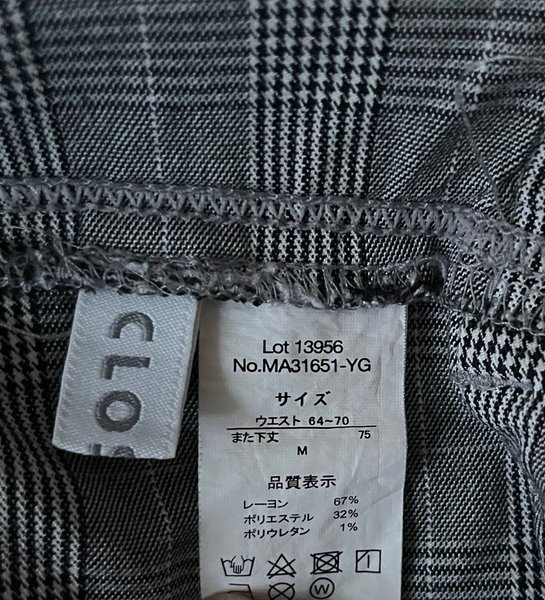 CLO
Lot 13956
No.MA31651-YG
サイズ
ウエスト 64~70
また下丈 75
M
品質表示
レーヨン 67%
ポリエステル 32%
ポリウレタン 1%
W